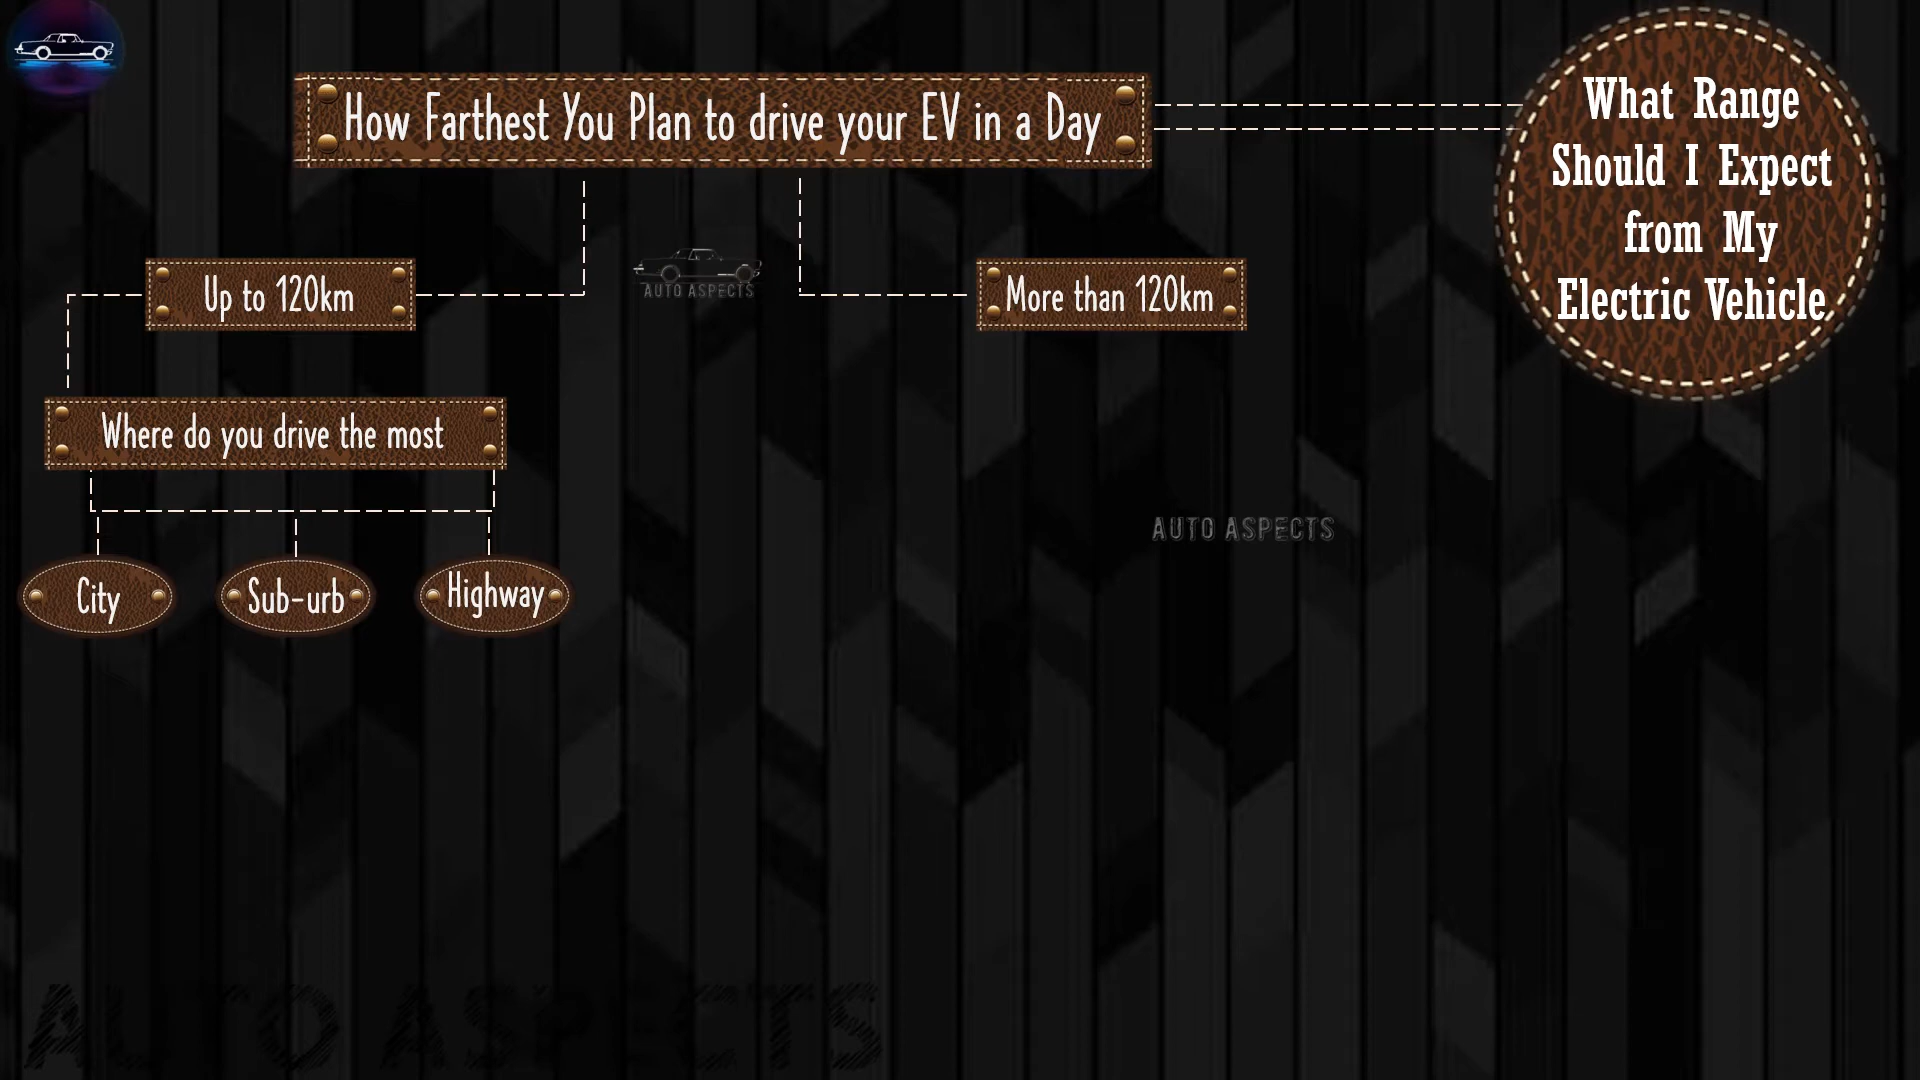 What Range
Should I Expect
from My
Electric Vehicle
How Farthest You Plan to drive your EV in a Day
Up to 120km
More than 120km
AUTO ASPECTS
Where do you drive the most
City
Sub-urb
Highway
AUTO ASPECTS
AUTO ASPECTS